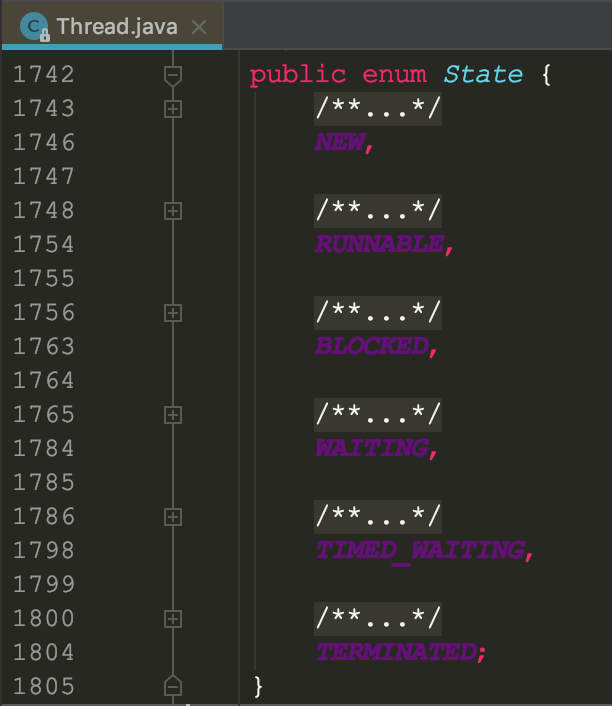 Thread.java
1742 public enum State {
1743 /**...*/
1746 NEW,
1747
1748 /**...*/
1754 RUNNABLE,
1755
1756 /**...*/
1763 BLOCKED,
1764
1765 /**...*/
1784 WAITING,
1785
1786 /**...*/
1798 TIMED_WAITING,
1799
1800 /**...*/
1804 TERMINATED;
1805 }